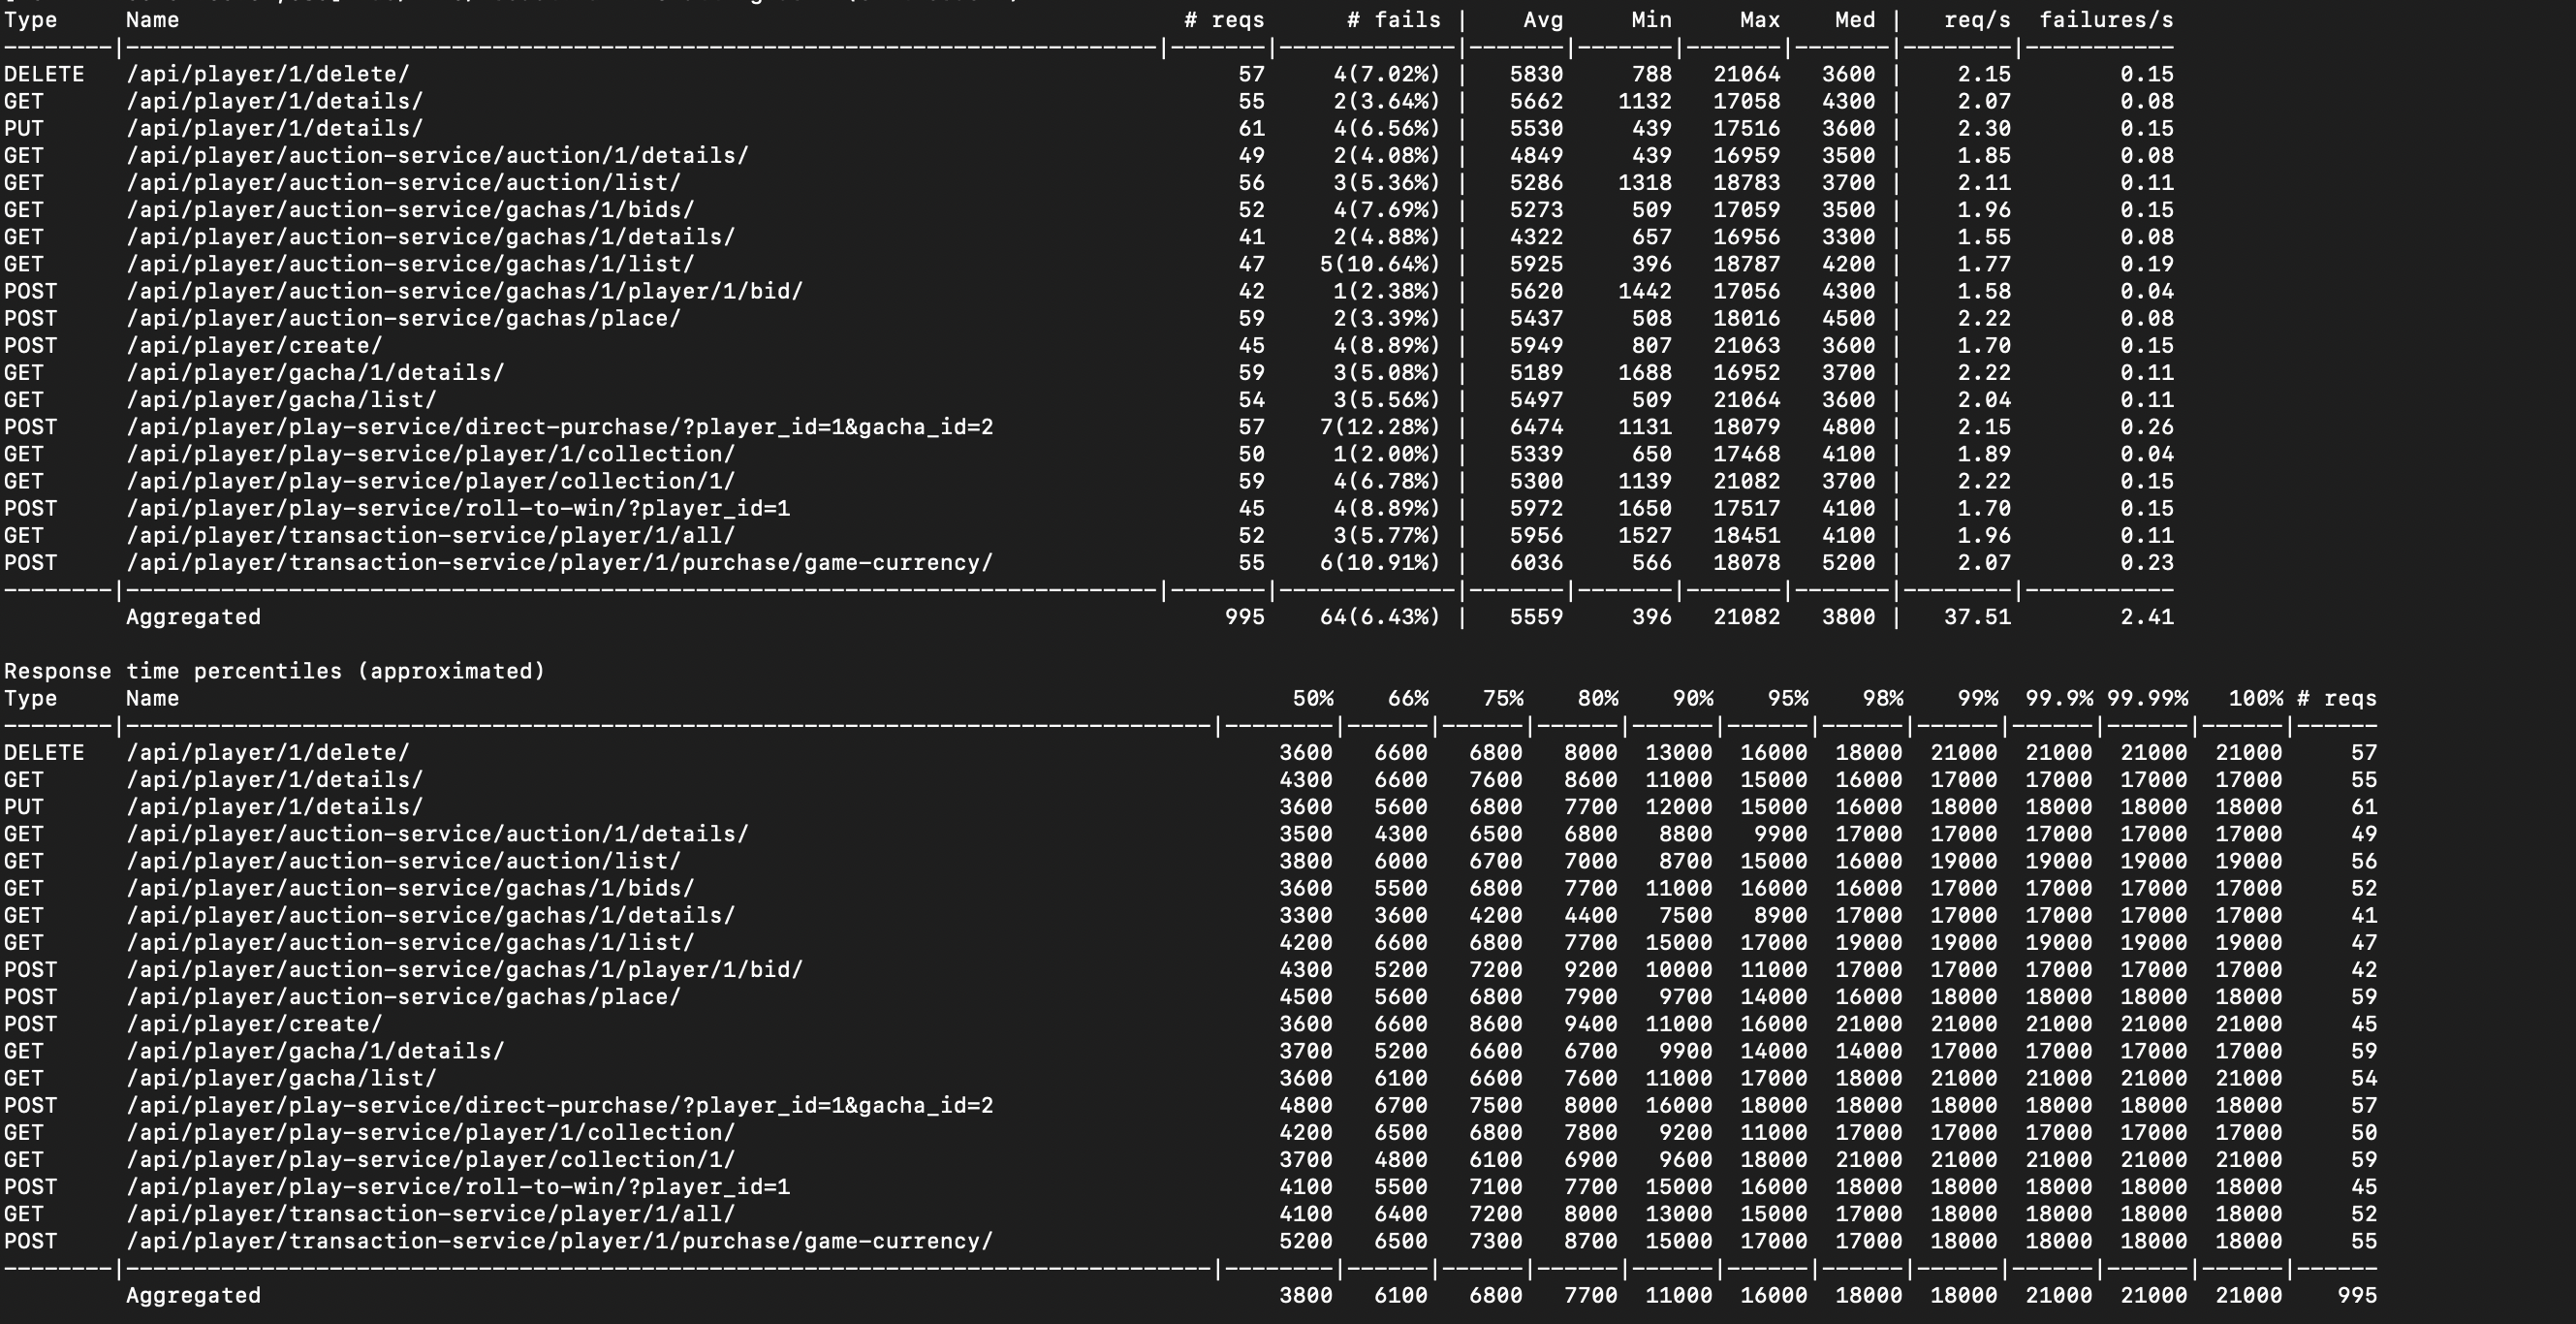 Type Name # reqs # fails | Avg Min Max Med | req/s failures/s
--------|----------------------------------------------------------------------------|-------|-------------|-------|-------|-------|-------|--------|-----------
DELETE /api/player/1/delete/ 57 4(7.02%) | 5830 788 21064 3600 | 2.15 0.15
GET /api/player/1/details/ 55 2(3.64%) | 5662 1132 17058 4300 | 2.07 0.08
PUT /api/player/1/details/ 61 4(6.56%) | 5530 439 17516 3600 | 2.30 0.15
GET /api/player/auction-service/auction/1/details/ 49 2(4.08%) | 4849 439 16959 3500 | 1.85 0.08
GET /api/player/auction-service/auction/list/ 56 3(5.36%) | 5286 1318 18783 3700 | 2.11 0.11
GET /api/player/auction-service/gachas/1/bids/ 52 4(7.69%) | 5273 509 17059 3500 | 1.96 0.15
GET /api/player/auction-service/gachas/1/details/ 41 2(4.88%) | 4322 657 16956 3300 | 1.55 0.08
GET /api/player/auction-service/gachas/1/list/ 47 5(10.64%) | 5925 396 18787 4200 | 1.77 0.19
POST /api/player/auction-service/gachas/1/player/1/bid/ 42 1(2.38%) | 5620 1442 17056 4300 | 1.58 0.04
POST /api/player/auction-service/gachas/place/ 59 2(3.39%) | 5437 508 18016 4500 | 2.22 0.08
POST /api/player/create/ 45 4(8.89%) | 5949 807 21063 3600 | 1.70 0.15
GET /api/player/gacha/1/details/ 59 3(5.08%) | 5189 1688 16952 3700 | 2.22 0.11
GET /api/player/gacha/list/ 54 3(5.56%) | 5497 509 21064 3600 | 2.04 0.11
POST /api/player/play-service/direct-purchase/?player_id=1&gacha_id=2 57 7(12.28%) | 6474 1131 18079 4800 | 2.15 0.26
GET /api/player/play-service/player/1/collection/ 50 1(2.00%) | 5339 650 17468 4100 | 1.89 0.04
GET /api/player/play-service/player/collection/1/ 59 4(6.78%) | 5300 1139 21082 3700 | 2.22 0.15
POST /api/player/play-service/roll-to-win/?player_id=1 45 4(8.89%) | 5972 1650 17517 4100 | 1.70 0.15
GET /api/player/transaction-service/player/1/all/ 52 3(5.77%) | 5956 1527 18451 4100 | 1.96 0.11
POST /api/player/transaction-service/player/1/purchase/game-currency/ 55 6(10.91%) | 6036 566 18078 5200 | 2.07 0.23
--------|----------------------------------------------------------------------------|-------|-------------|-------|-------|-------|-------|--------|-----------
Aggregated 995 64(6.43%) | 5559 396 21082 3800 | 37.51 2.41
Response time percentiles (approximated)
Type Name 50% 66% 75% 80% 90% 95% 98% 99% 99.9% 99.99% 100% # reqs
--------|--------------------------------------------------------------------------------|--------|------|------|------|------|------|------|------|------|------|------|------
DELETE /api/player/1/delete/ 3600 6600 6800 8000 13000 16000 18000 21000 21000 21000 21000 57
GET /api/player/1/details/ 4300 6600 7600 8600 11000 15000 16000 17000 17000 17000 17000 55
PUT /api/player/1/details/ 3600 5600 6800 7700 12000 15000 16000 18000 18000 18000 18000 61
GET /api/player/auction-service/auction/1/details/ 3500 4300 6500 6800 8800 9900 17000 17000 17000 17000 17000 49
GET /api/player/auction-service/auction/list/ 3800 6000 6700 7000 8700 15000 16000 19000 19000 19000 19000 56
GET /api/player/auction-service/gachas/1/bids/ 3600 5500 6800 7700 11000 16000 16000 17000 17000 17000 17000 52
GET /api/player/auction-service/gachas/1/details/ 3300 3600 4200 4400 7500 8900 17000 17000 17000 17000 17000 41
GET /api/player/auction-service/gachas/1/list/ 4200 6600 6800 7700 15000 17000 19000 19000 19000 19000 19000 47
POST /api/player/auction-service/gachas/1/player/1/bid/ 4300 5200 7200 9200 10000 11000 17000 17000 17000 17000 17000 42
POST /api/player/auction-service/gachas/place/ 4500 5600 6800 7900 9700 14000 16000 18000 18000 18000 18000 59
POST /api/player/create/ 3600 6600 8600 9400 11000 16000 21000 21000 21000 21000 21000 45
GET /api/player/gacha/1/details/ 3700 5200 6600 6700 9900 14000 14000 17000 17000 17000 17000 59
GET /api/player/gacha/list/ 3600 6100 6600 7600 11000 17000 18000 21000 21000 21000 21000 54
POST /api/player/play-service/direct-purchase/?player_id=1&gacha_id=2 4800 6700 7500 8000 16000 18000 18000 18000 18000 18000 18000 57
GET /api/player/play-service/player/1/collection/ 4200 6500 6800 7800 9200 11000 17000 17000 17000 17000 17000 50
GET /api/player/play-service/player/collection/1/ 3700 4800 6100 6900 9600 18000 21000 21000 21000 21000 21000 59
POST /api/player/play-service/roll-to-win/?player_id=1 4100 5500 7100 7700 15000 16000 18000 18000 18000 18000 18000 45
GET /api/player/transaction-service/player/1/all/ 4100 6400 7200 8000 13000 15000 17000 18000 18000 18000 18000 52
POST /api/player/transaction-service/player/1/purchase/game-currency/ 5200 6500 7300 8700 15000 17000 17000 18000 18000 18000 18000 55
--------|--------------------------------------------------------------------------------|--------|------|------|------|------|------|------|------|------|------|------|------
Aggregated 3800 6100 6800 7700 11000 16000 18000 18000 21000 21000 21000 995